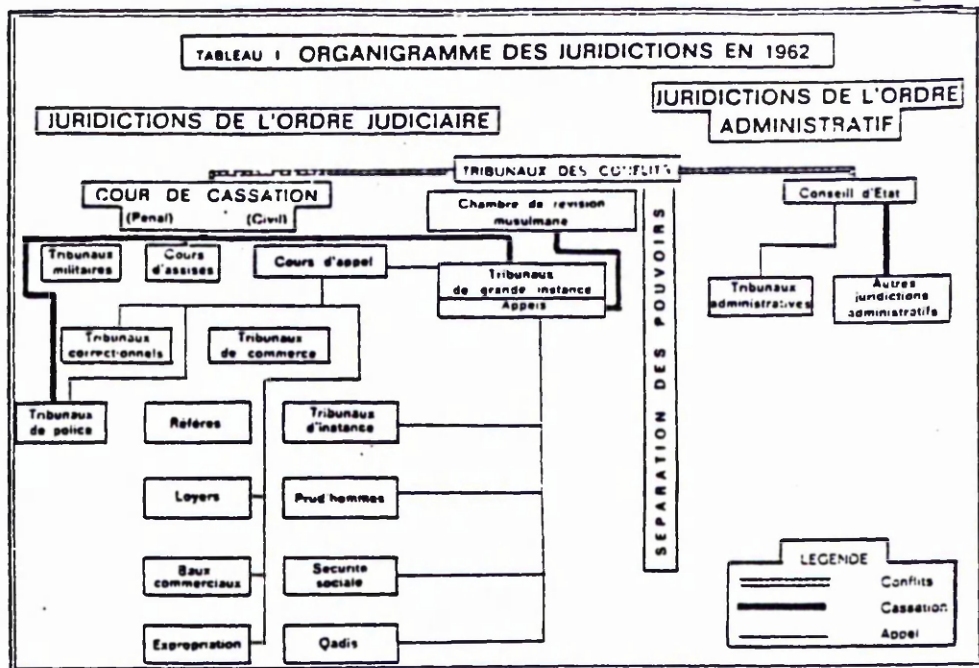 TABLEAU I ORGANIGRAMME DES JURIDICTIONS EN 1962
JURIDICTIONS DE L'ORDRE JUDICIAIRE
JURIDICTIONS DE L'ORDRE
ADMINISTRATIF
TRIBUNAUX DES CONFLITS
COUR DE CASSATION
(Penal) (Civil)
Chambre de revision
musulmane
Conseill d'Etat
Tribunaux
militaires
Cours
d'assises
Cours d'appel
Tribunaux
de grande instance
Appels
Tribunaux
administratives
Autres
juridictions
administratifs
Tribunaux
correctionnels
Tribunaux
de commerce
Tribunaux
de police
Référes
Tribunaux
d'instance
Loyers
Prud hommes
Baux
commerciaux
Securite
sociale
Expropriation
Qadis
SEPARATION DES POUVOIRS
LEGENDE
Conflits
Cassation
Appel